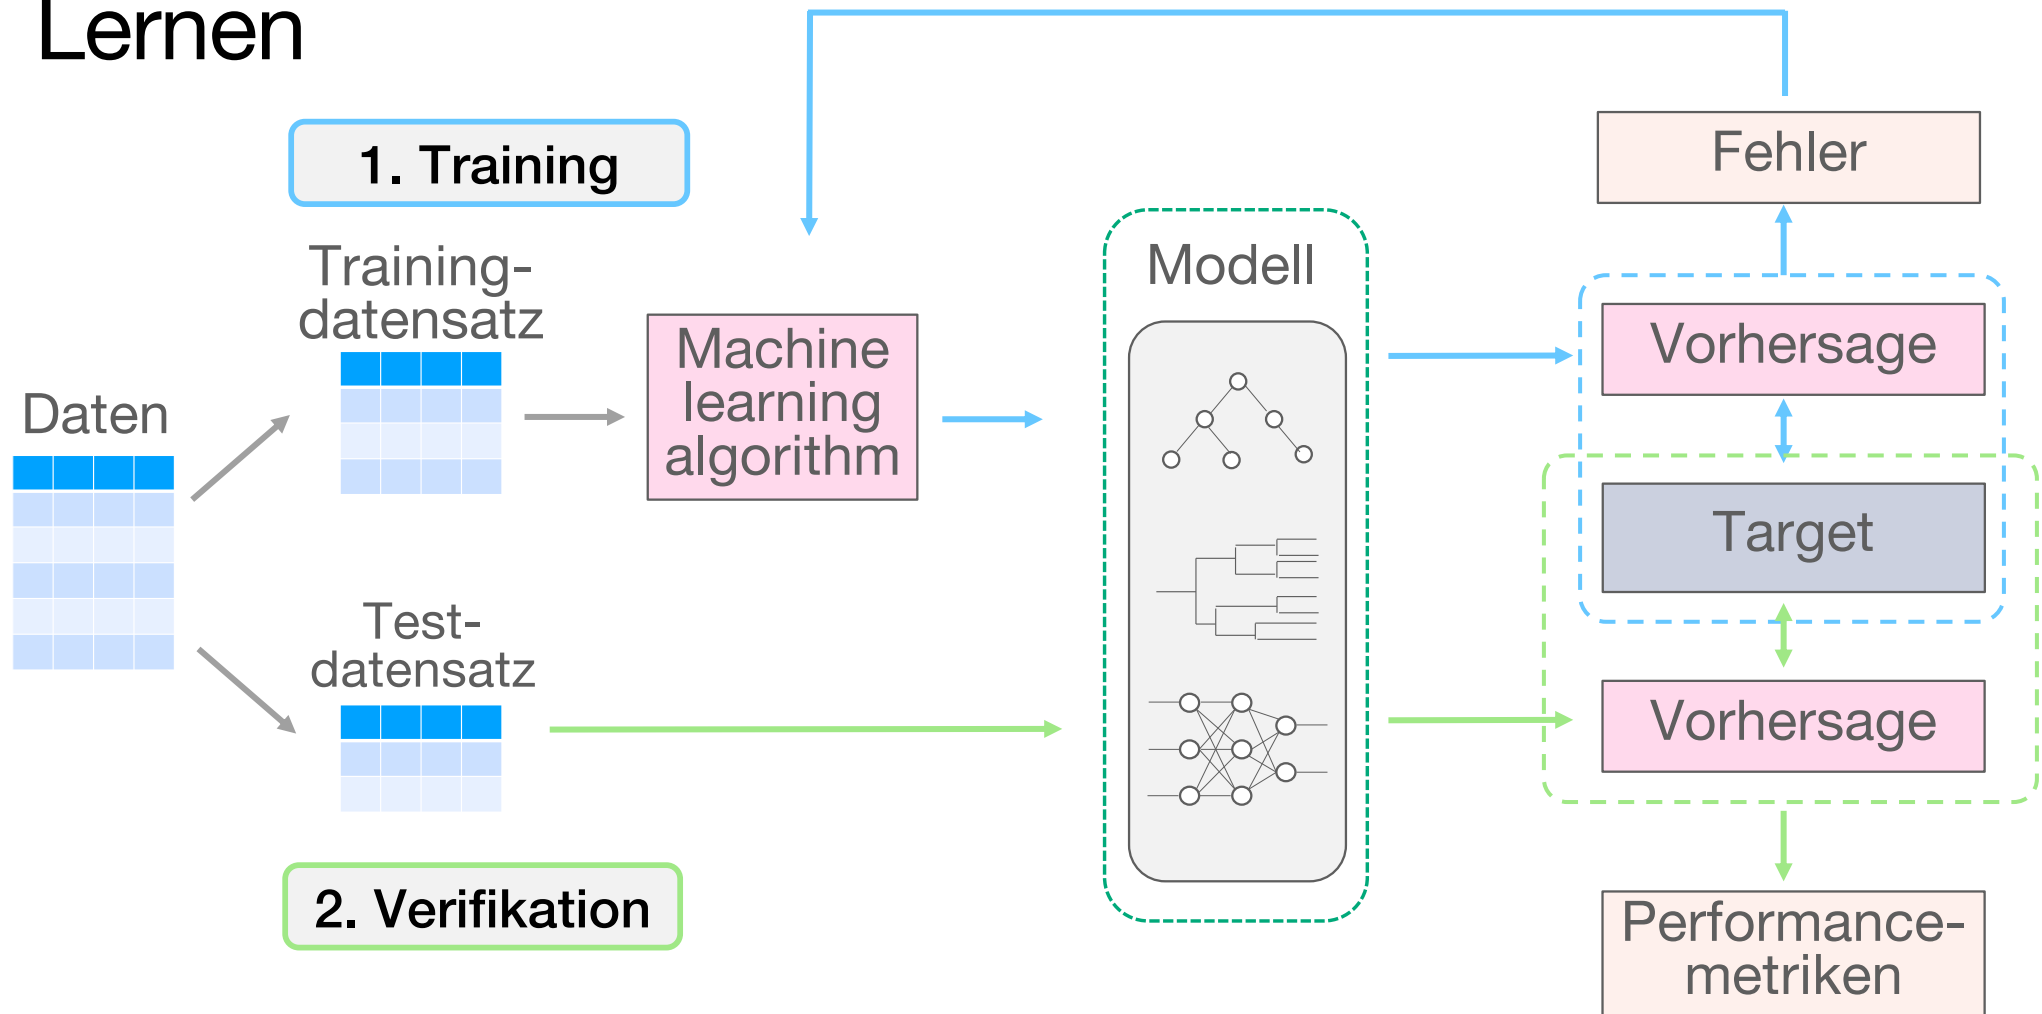 Lernen
1. Training
Training-
datensatz
Daten
Machine
learning
algorithm
Modell
Fehler
Vorhersage
Target
Vorhersage
Test-
datensatz
2. Verifikation
Performance-
metriken